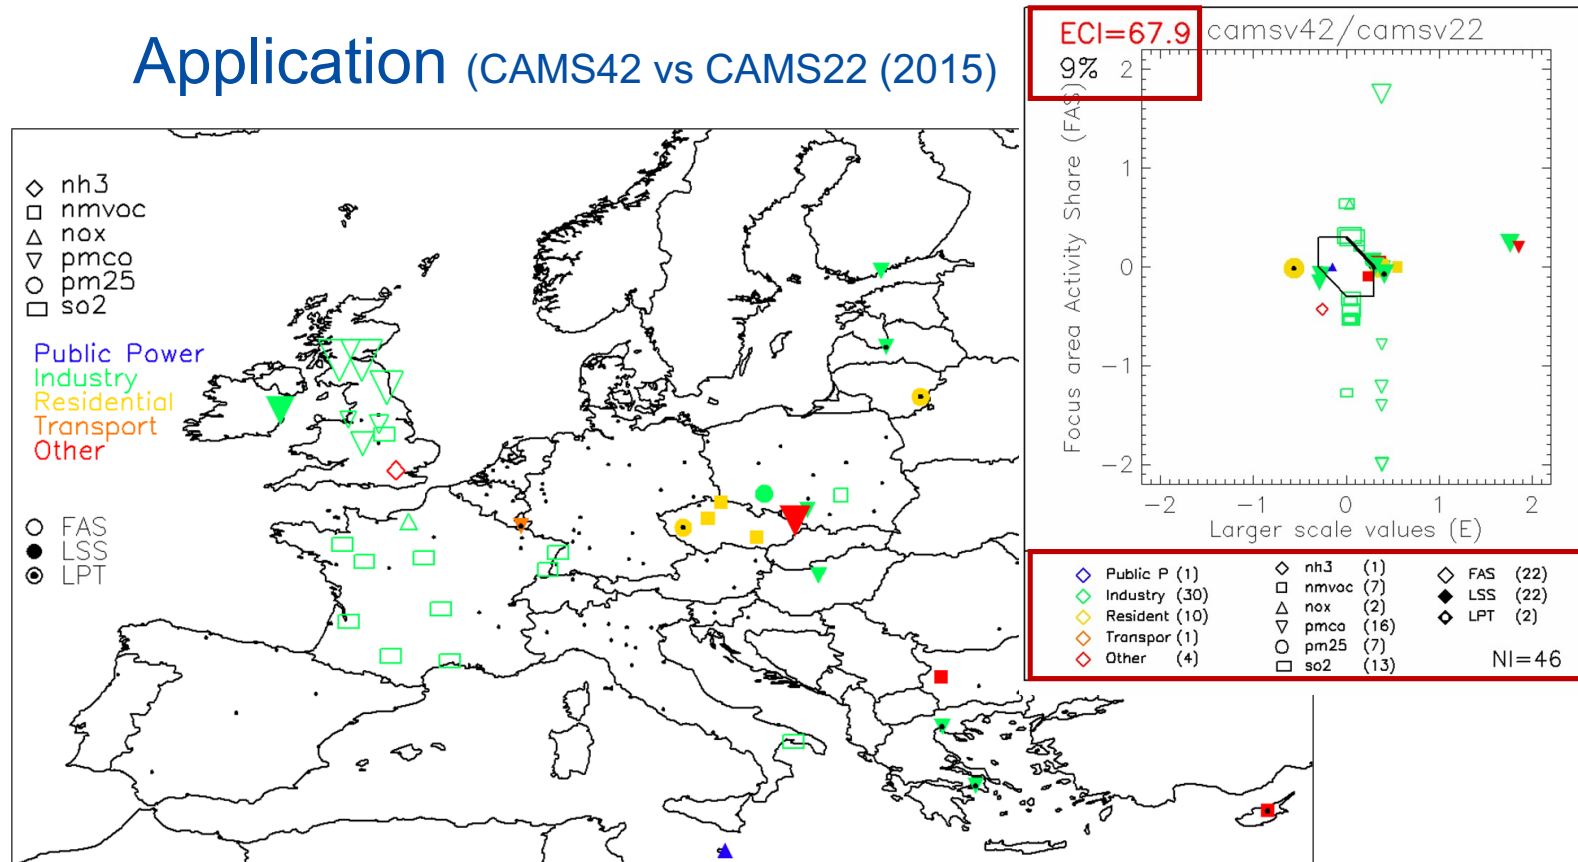 Application (CAMS42 vs CAMS22 (2015)
nh3
nmvoc
nox
pmco
pm25
so2
Public Power
Industry
Residential
Transport
Other
FAS
LSS
LPT
ECI=67.9
9%
camsv42/camsv22
Focus area Activity Share (FAS)
2
1
0
−1
−2
−2
−1
0
1
2
Larger scale values (E)
Public P (1)
Industry (30)
Resident (10)
Transpor (1)
Other (4)
nh3 (1)
nmvoc (7)
nox (2)
pmco (16)
pm25 (7)
so2 (13)
FAS (22)
LSS (22)
LPT (2)
NI=46